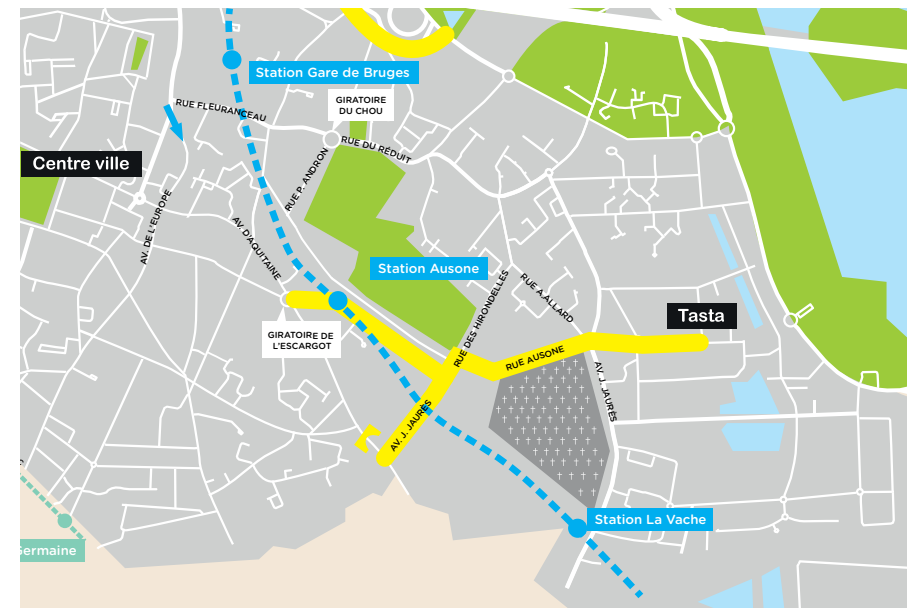 Station Gare de Bruges
GIRATOIRE
DU CHOU
RUE FLEURANCEAU
RUE DU RÉDUIT
Centre ville
RUE P. ANDRON
AV. DE L'EUROPE
AV. D'AQUITAINE
Station Ausone
RUE DES HIRONDELLES
RUE A.ALLARD
Tasta
GIRATOIRE DE
L'ESCARGOT
RUE AUSONE
AV. J. JAURÈS
AV. J. JAURÈS
Station La Vache
Germaine